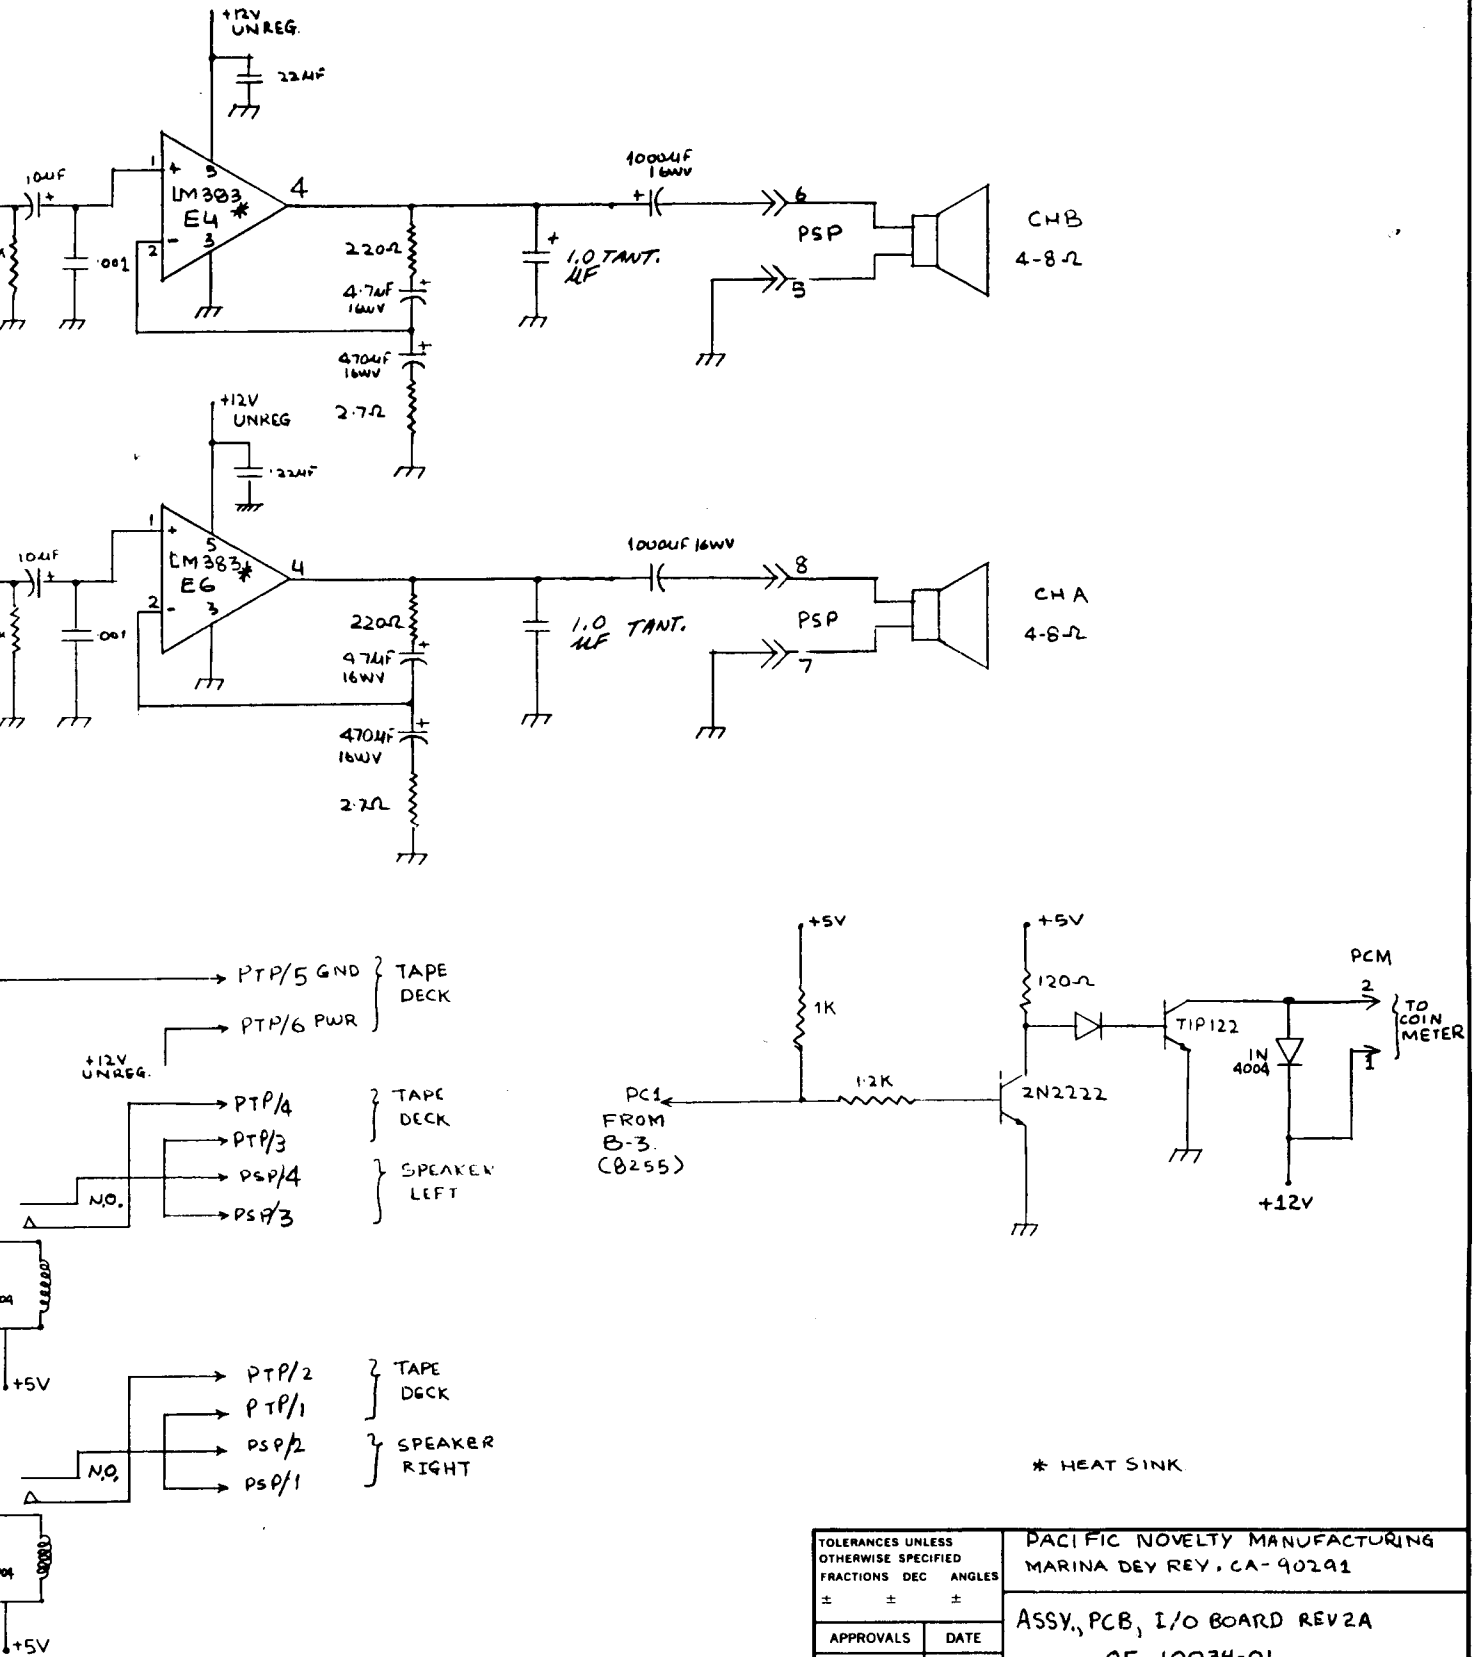 +12V
UNREG.
22µF
10µF
1
+
5
LM383
E4 *
4
2
-
3
.001
220Ω
4.7µF
16WV
470µF
16WV
2.7Ω
+
1.0 TANT.
µF
1000µF
16WV
+
6
PSP
5
CHB
4-8Ω
+12V
UNREG
.22µF
10µF
1
+
5
LM383 *
E6
4
2
-
3
.001
220Ω
47µF
16WV
470µF
16WV
2.7Ω
1.0 TANT.
µF
1000µF 16WV
8
PSP
7
CH A
4-8Ω
PTP/5 GND
PTP/6 PWR
TAPE
DECK
+12V
UNREG.
PTP/4
PTP/3
TAPE
DECK
PSP/4
PSP/3
SPEAKER
LEFT
N.O.
+5V
PTP/2
PTP/1
TAPE
DECK
PSP/2
PSP/1
SPEAKER
RIGHT
N.O.
+5V
+5V
1K
1.2K
PC1
FROM
B-3.
(8255)
+5V
120Ω
2N2222
TIP122
IN
4004
+12V
PCM
2
1
TO
COIN
METER
* HEAT SINK
TOLERANCES UNLESS
OTHERWISE SPECIFIED
FRACTIONS DEC ANGLES
± ± ±
APPROVALS DATE
PACIFIC NOVELTY MANUFACTURING
MARINA DEY REY. CA-90291
ASSY., PCB, I/O BOARD REV2A